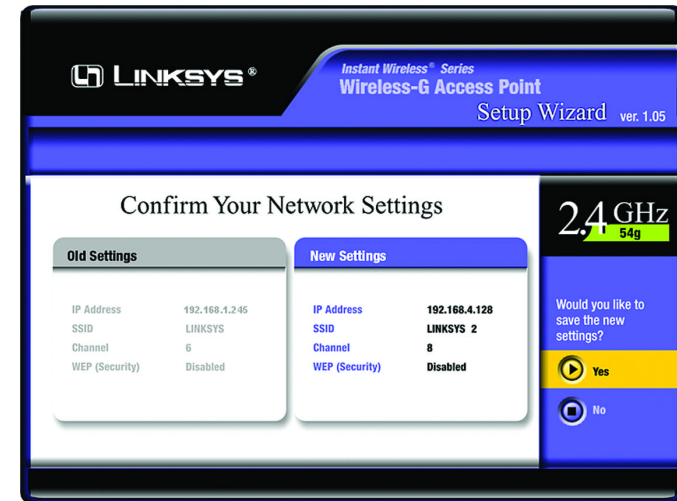 LINKSYS®
Instant Wireless® Series
Wireless-G Access Point
Setup Wizard ver. 1.05
Confirm Your Network Settings
2.4 GHz
54g
Old Settings
IP Address 192.168.1.245
SSID LINKSYS
Channel 6
WEP (Security) Disabled
New Settings
IP Address 192.168.4.128
SSID LINKSYS 2
Channel 8
WEP (Security) Disabled
Would you like to
save the new
settings?
Yes
No